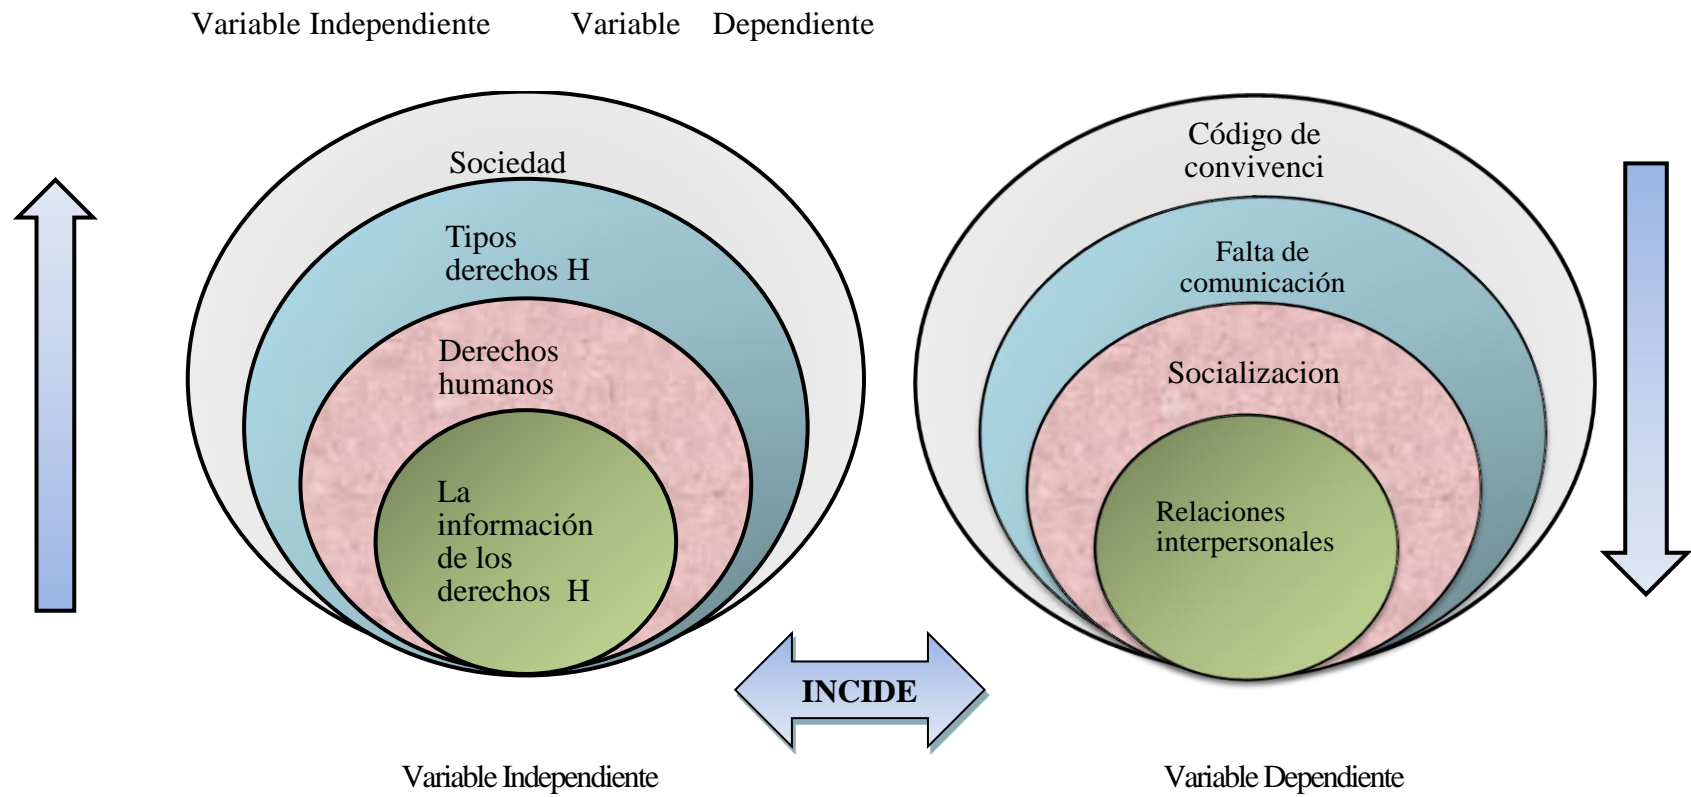 Variable Independiente Variable Dependiente
Sociedad
Tipos
derechos H
Derechos
humanos
La
información
de los
derechos H
Código de
convivenci
Falta de
comunicación
Socializacion
Relaciones
interpersonales
INCIDE
Variable Independiente
Variable Dependiente